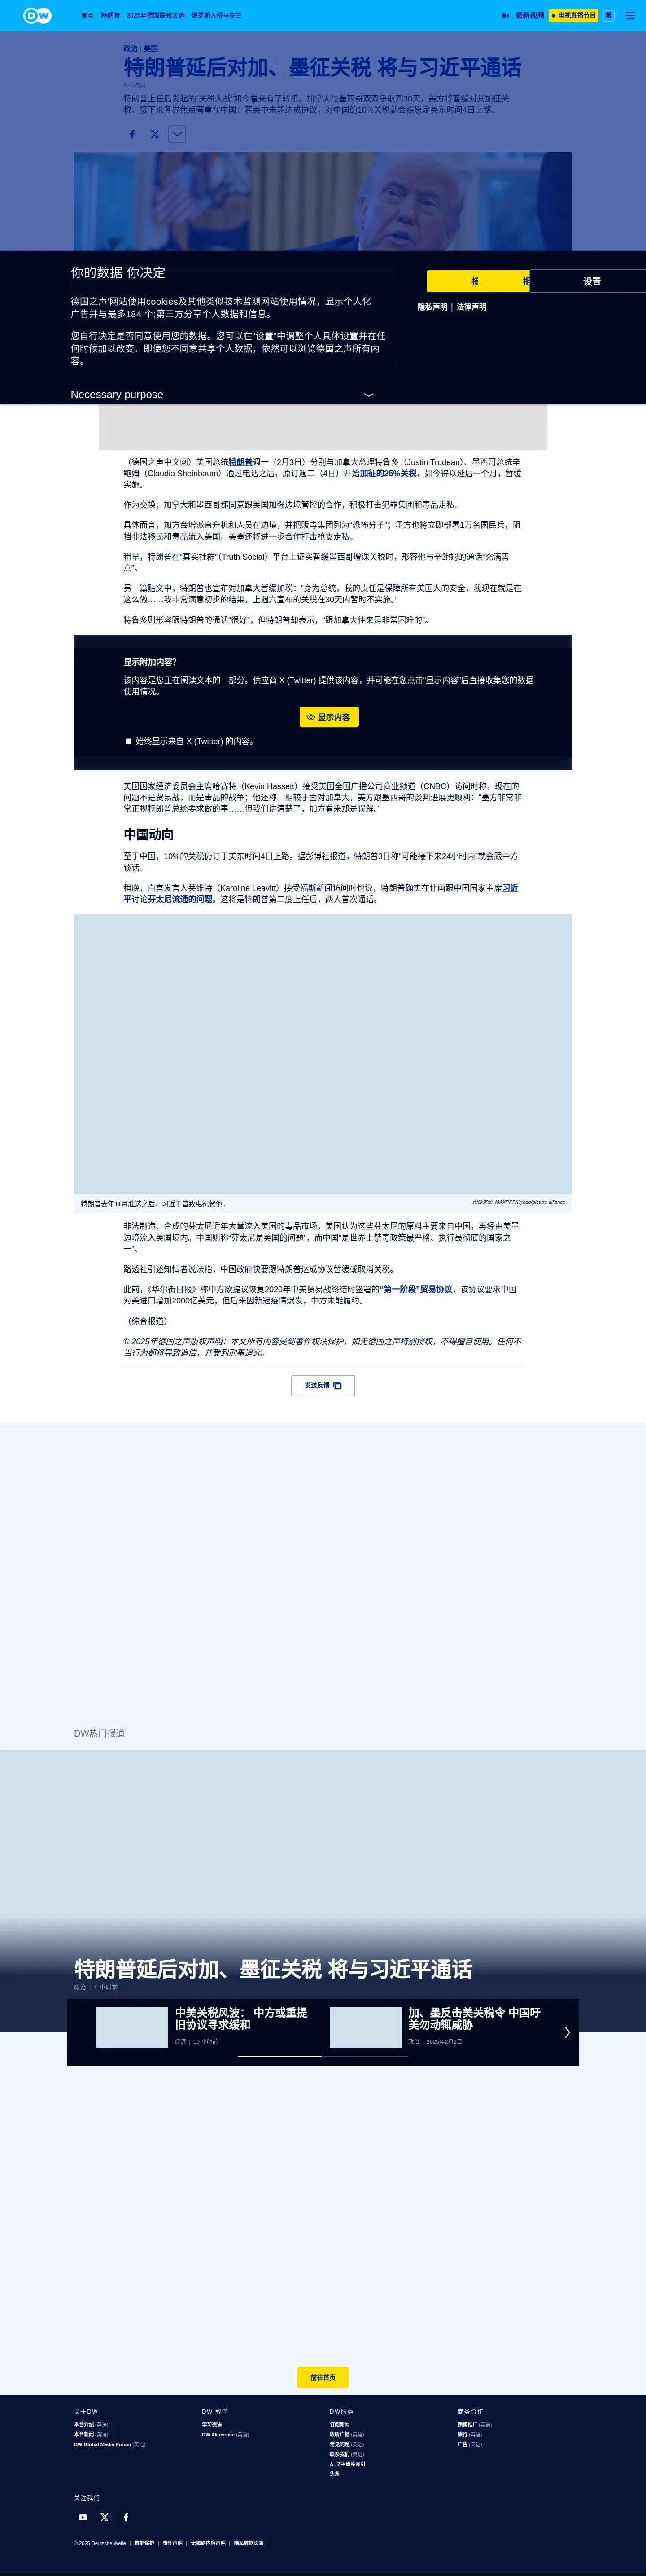 DW
焦点 特朗普 2025年德国联邦大选 俄罗斯入侵乌克兰
最新视频 电视直播节目 繁
政治 | 美国
特朗普延后对加、墨征关税 将与习近平通话
4 小时前
特朗普上任后发起的“关税大战”如今看来有了转机，加拿大与墨西哥双双争取到30天，美方将暂缓对其加征关
税。接下来各界焦点著重在中国：若美中未能达成协议，对中国的10%关税就会照原定美东时间4日上路。
你的数据 你决定
设置
隐私声明 | 法律声明
德国之声'网站使用cookies及其他类似技术监测网站使用情况，显示个人化
广告并与最多184 个;第三方分享个人数据和信息。
您自行决定是否同意使用您的数据。您可以在“设置”中调整个人具体设置并在任
何时候加以改变。即便您不同意共享个人数据，依然可以浏览德国之声所有内
容。
Necessary purpose
（德国之声中文网）美国总统特朗普週一（2月3日）分别与加拿大总理特鲁多（Justin Trudeau）、墨西哥总统辛
鲍姆（Claudia Sheinbaum）通过电话之后，原订週二（4日）开始加征的25%关税，如今得以延后一个月，暂缓
实施。
作为交换，加拿大和墨西哥都同意跟美国加强边境管控的合作，积极打击犯罪集团和毒品走私。
具体而言，加方会增派直升机和人员在边境，并把贩毒集团列为“恐怖分子”；墨方也将立即部署1万名国民兵，阻
挡非法移民和毒品流入美国。美墨还将进一步合作打击枪支走私。
稍早，特朗普在“真实社群”（Truth Social）平台上证实暂缓墨西哥增课关税时，形容他与辛鲍姆的通话“充满善
意”。
另一篇贴文中，特朗普也宣布对加拿大暂缓加税：“身为总统，我的责任是保障所有美国人的安全，我现在就是在
这么做……我非常满意初步的结果，上週六宣布的关税在30天内暂时不实施。”
特鲁多则形容跟特朗普的通话“很好”，但特朗普却表示，“跟加拿大往来是非常困难的”。
显示附加内容？
该内容是您正在阅读文本的一部分。供应商 X (Twitter) 提供该内容，并可能在您点击“显示内容”后直接收集您的数据
使用情况。
显示内容
始终显示来自 X (Twitter) 的内容。
美国国家经济委员会主席哈赛特（Kevin Hassett）接受美国全国广播公司商业频道（CNBC）访问时称，现在的
问题不是贸易战，而是毒品的战争；他还称，相较于面对加拿大，美方跟墨西哥的谈判进展更顺利：“墨方非常非
常正视特朗普总统要求做的事……但我们讲清楚了，加方看来却是误解。”
中国动向
至于中国，10%的关税仍订于美东时间4日上路。据彭博社报道，特朗普3日称“可能接下来24小时内”就会跟中方
谈话。
稍晚，白宫发言人莱维特（Karoline Leavitt）接受福斯新闻访问时也说，特朗普确实在计画跟中国国家主席习近
平讨论芬太尼流通的问题。这将是特朗普第二度上任后，两人首次通话。
特朗普去年11月胜选之后，习近平曾致电祝贺他。
图像来源: MAXPPP/Kyodo/picture alliance
非法制造、合成的芬太尼近年大量流入美国的毒品市场，美国认为这些芬太尼的原料主要来自中国，再经由美墨
边境流入美国境内。中国则称“芬太尼是美国的问题”，而中国“是世界上禁毒政策最严格、执行最彻底的国家之
一”。
路透社引述知情者说法指，中国政府快要跟特朗普达成协议暂缓或取消关税。
此前，《华尔街日报》称中方欲提议恢复2020年中美贸易战终结时签署的“第一阶段”贸易协议，该协议要求中国
对美进口增加2000亿美元，但后来因新冠疫情爆发，中方未能履约。
（综合报道）
© 2025年德国之声版权声明：本文所有内容受到著作权法保护，如无德国之声特别授权，不得擅自使用。任何不
当行为都将导致追偿，并受到刑事追究。
发送反馈
DW热门报道
特朗普延后对加、墨征关税 将与习近平通话
政治 | 4 小时前
中美关税风波： 中方或重提
旧协议寻求缓和
经济 | 19 小时前
加、墨反击美关税令 中国吁
美勿动辄威胁
政治 | 2025年2月2日
前往首页
关于DW
本台介绍 (英语)
本台新闻 (英语)
DW Global Media Forum (英语)
DW 教學
学习德语
DW Akademie (英语)
DW服务
订阅新闻
收听广播 (英语)
常见问题 (英语)
联系我们 (英语)
A - Z字母序索引
头条
商务合作
销售推广 (英语)
旅行 (英语)
广告 (英语)
关注我们
© 2025 Deutsche Welle | 数据保护 | 责任声明 | 无障碍内容声明 | 隐私数据设置